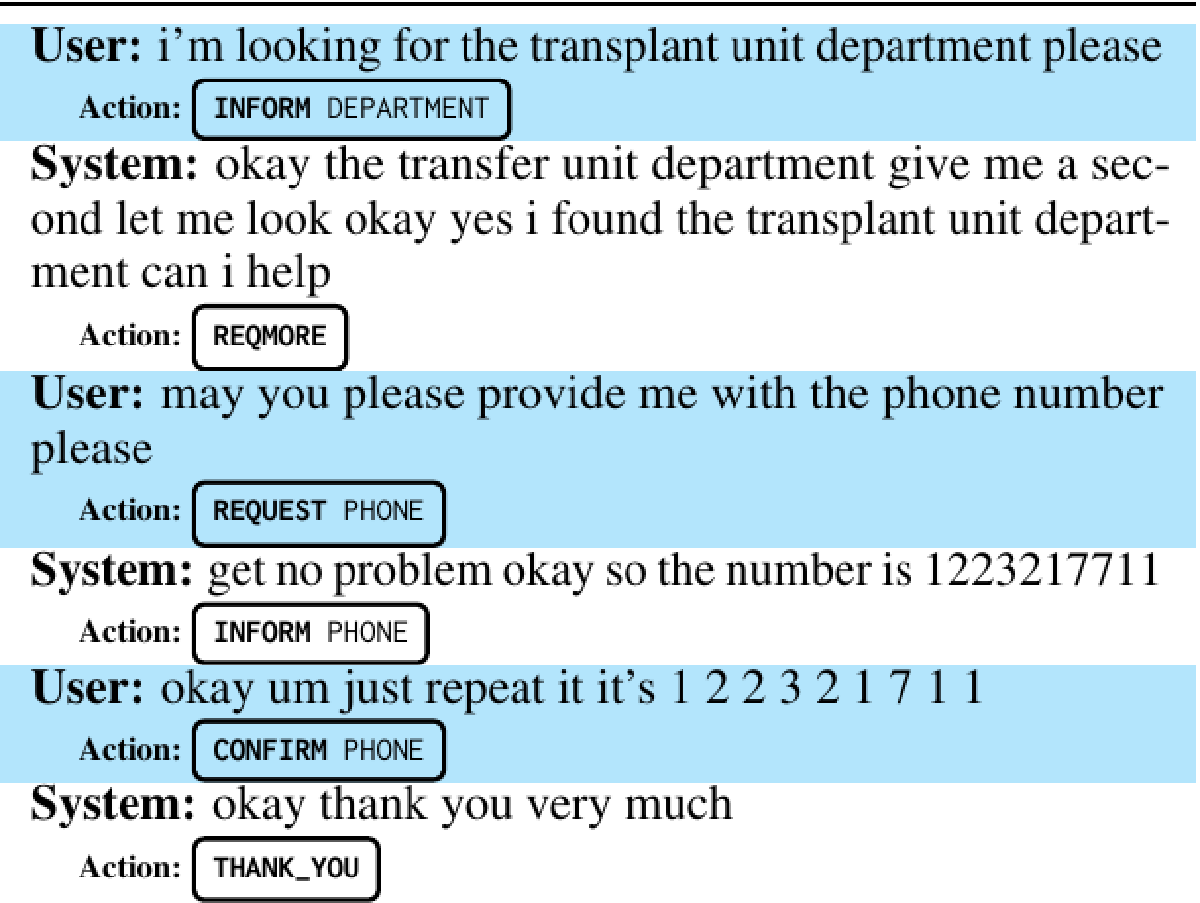 User: i'm looking for the transplant unit department please
Action: INFORM DEPARTMENT
System: okay the transfer unit department give me a sec-
ond let me look okay yes i found the transplant unit depart-
ment can i help
Action: REQMORE
User: may you please provide me with the phone number
please
Action: REQUEST PHONE
System: get no problem okay so the number is 1223217711
Action: INFORM PHONE
User: okay um just repeat it it's 1 2 2 3 2 1 7 1 1
Action: CONFIRM PHONE
System: okay thank you very much
Action: THANK_YOU